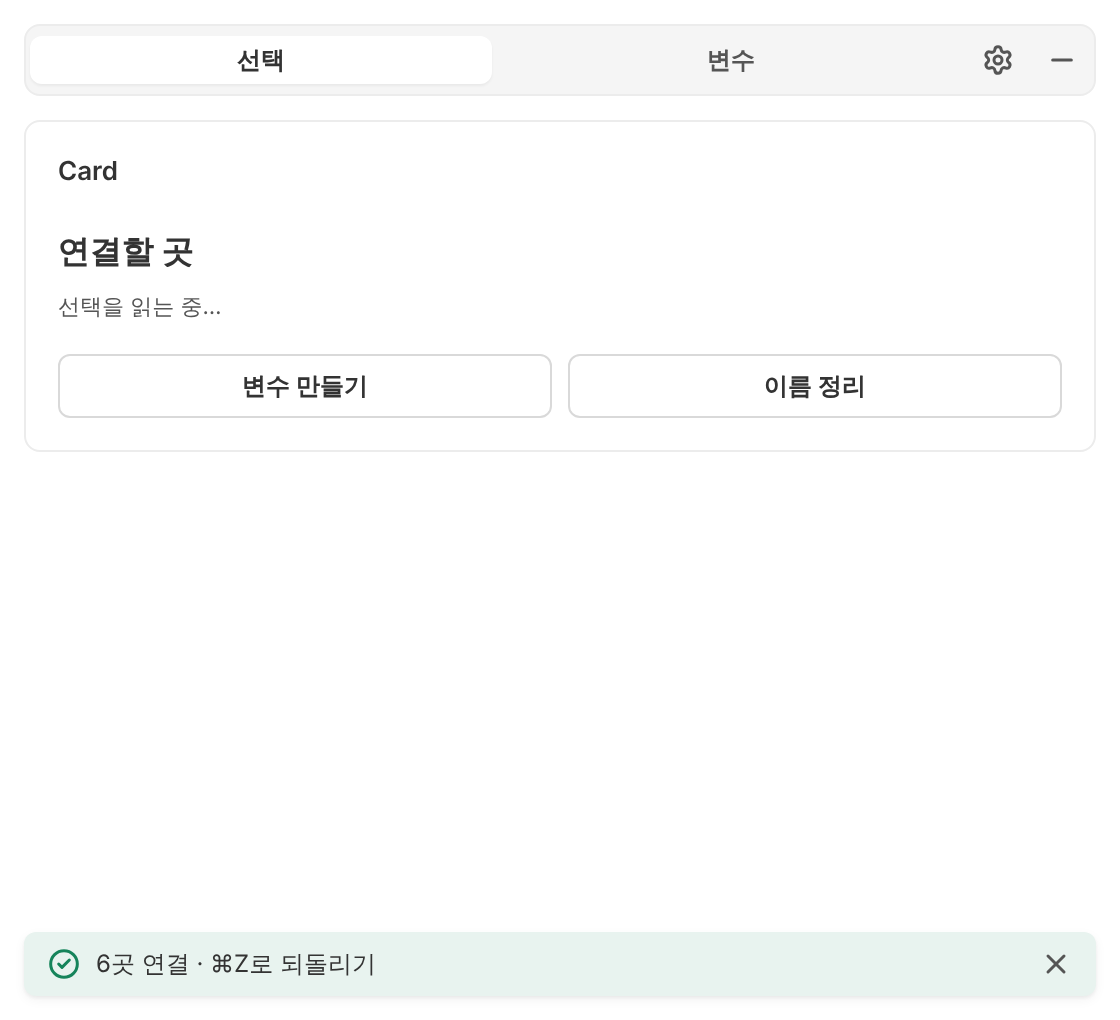 선택
변수
Card
연결할 곳
선택을 읽는 중...
변수 만들기
이름 정리
6곳 연결 · ⌘Z로 되돌리기